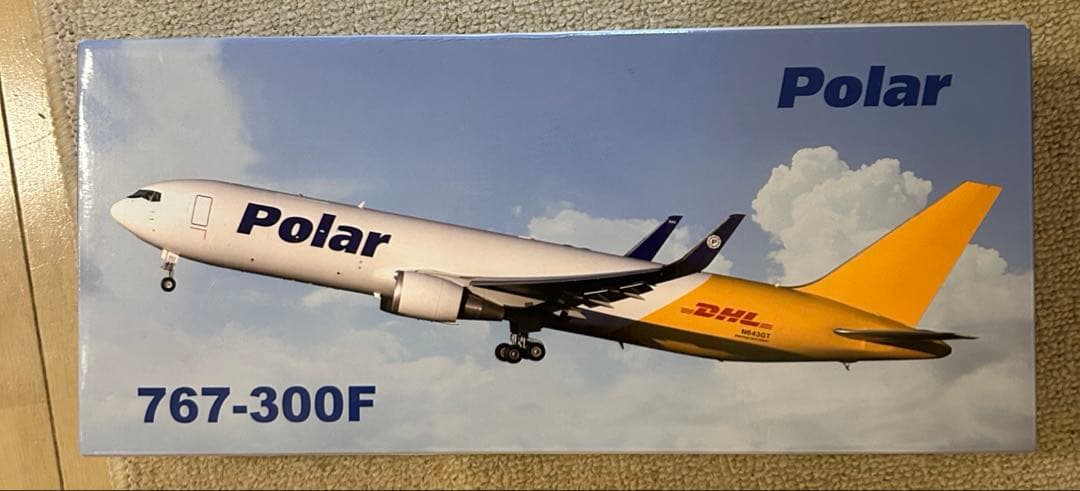 Polar
Polar
DHL
N643GT
767-300F